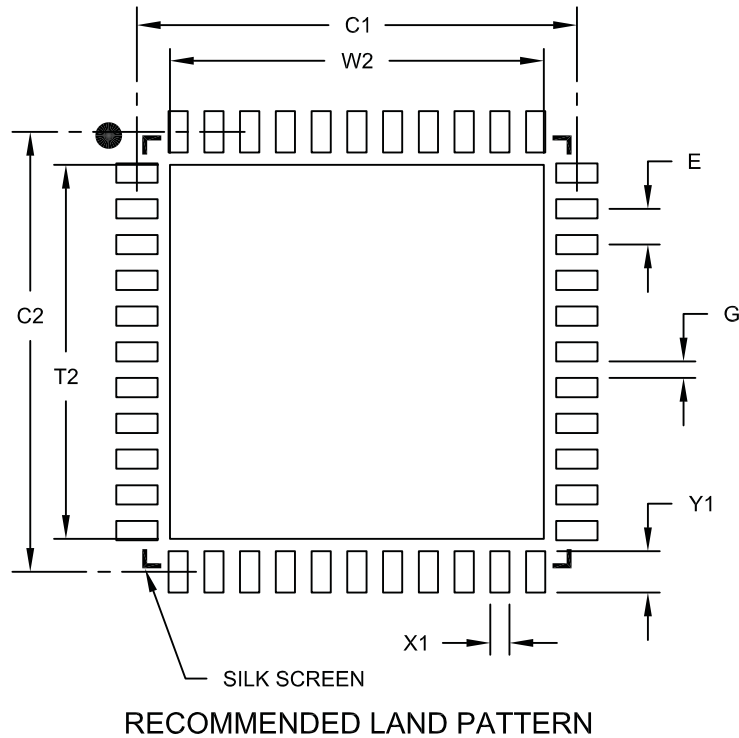 C1
W2
E
C2
G
T2
Y1
X1
SILK SCREEN
RECOMMENDED LAND PATTERN